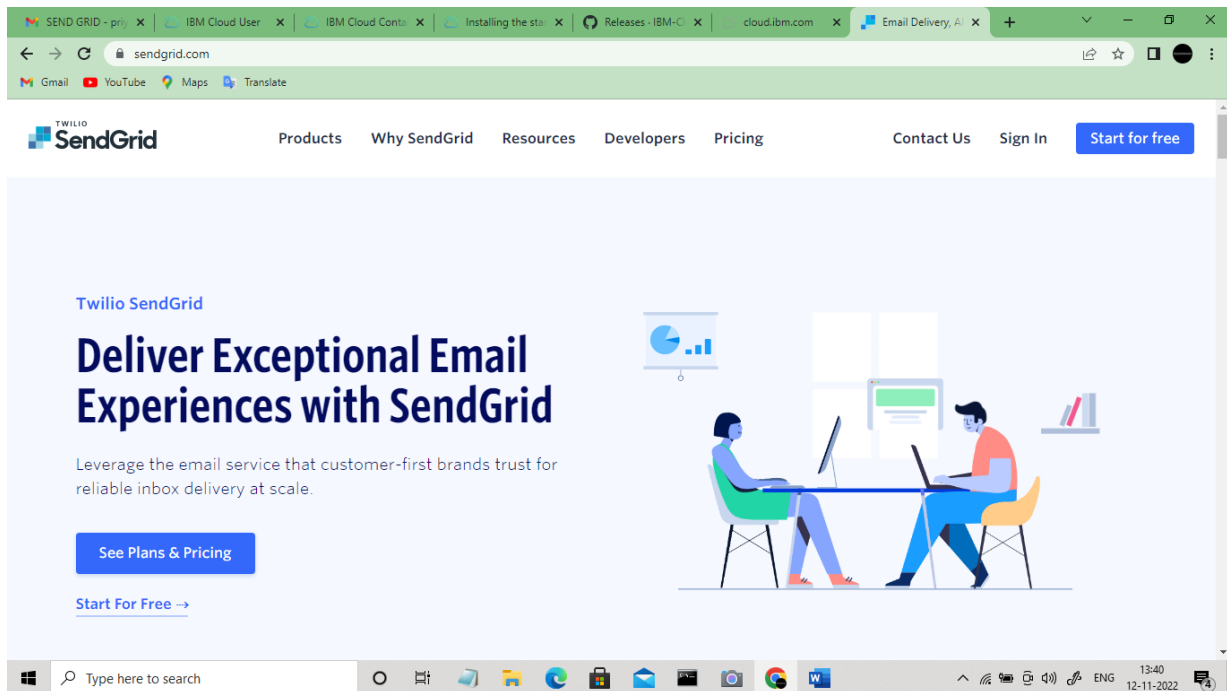 SEND GRID - priy
IBM Cloud User
IBM Cloud Conta
Installing the sta
Releases · IBM-C
cloud.ibm.com
Email Delivery, A
sendgrid.com
Gmail
YouTube
Maps
Translate
TWILIO
SendGrid
Products
Why SendGrid
Resources
Developers
Pricing
Contact Us
Sign In
Start for free
Twilio SendGrid
Deliver Exceptional Email
Experiences with SendGrid
Leverage the email service that customer-first brands trust for
reliable inbox delivery at scale.
See Plans & Pricing
Start For Free
Type here to search
ENG
13:40
12-11-2022
4